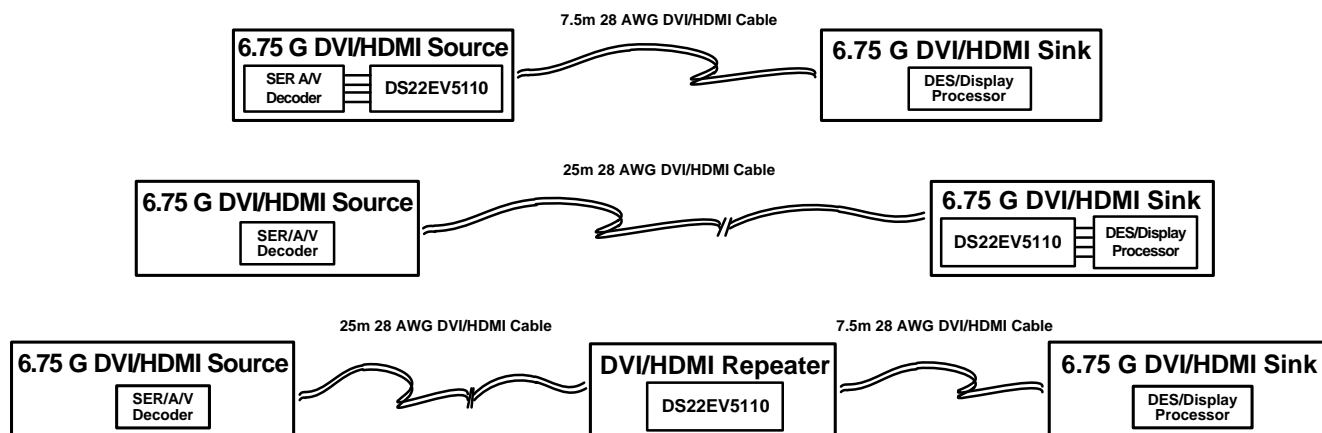 7.5m 28 AWG DVI/HDMI Cable
6.75 G DVI/HDMI Source
SER A/V
Decoder
DS22EV5110
6.75 G DVI/HDMI Sink
DES/Display
Processor
25m 28 AWG DVI/HDMI Cable
6.75 G DVI/HDMI Source
SER/A/V
Decoder
6.75 G DVI/HDMI Sink
DS22EV5110
DES/Display
Processor
25m 28 AWG DVI/HDMI Cable
7.5m 28 AWG DVI/HDMI Cable
6.75 G DVI/HDMI Source
SER/A/V
Decoder
DVI/HDMI Repeater
DS22EV5110
6.75 G DVI/HDMI Sink
DES/Display
Processor